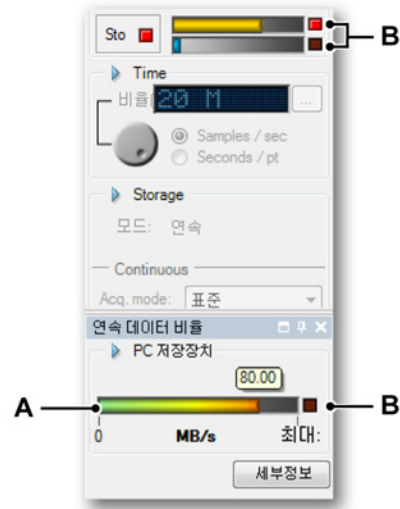 Sto
B
Time
비율
20 M
...
Samples / sec
Seconds / pt
Storage
모드: 연속
Continuous
Acq. mode: 표준
연속 데이터 비율
PC 저장장치
80.00
A
B
0 MB/s 최대:
세부정보